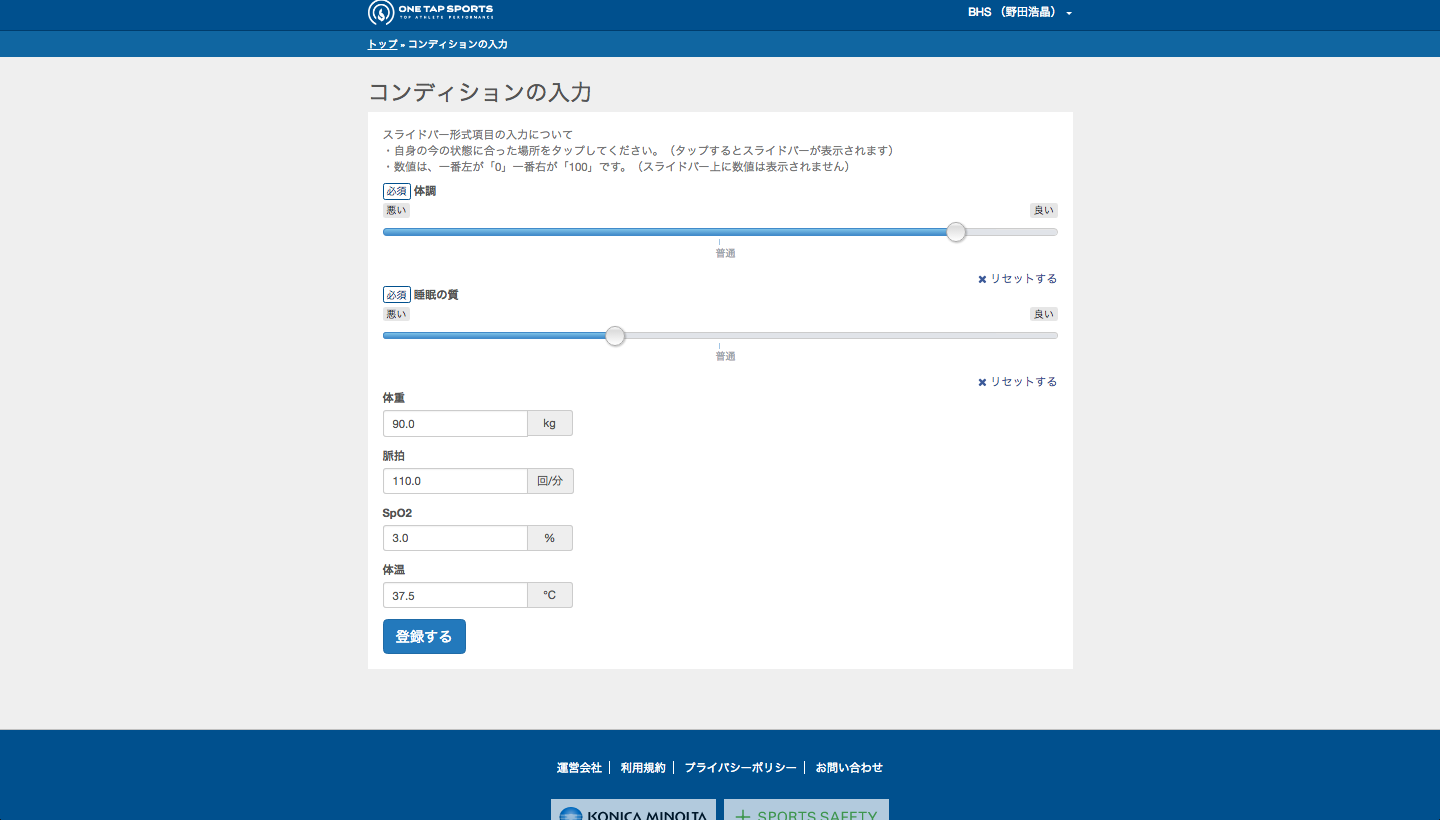 ONE TAP SPORTS
TOP ATHLETE PERFORMANCE
BHS （野田浩晶）
トップ » コンディションの入力
コンディションの入力
スライドバー形式項目の入力について
・自身の今の状態に合った場所をタップしてください。（タップするとスライドバーが表示されます）
・数値は、一番左が「0」一番右が「100」です。（スライドバー上に数値は表示されません）
必須 体調
悪い 良い
普通
✖ リセットする
必須 睡眠の質
悪い 良い
普通
✖ リセットする
体重
90.0 kg
脈拍
110.0 回/分
SpO2
3.0 %
体温
37.5 °C
登録する
運営会社 利用規約 プライバシーポリシー お問い合わせ
KONICA MINOLTA SPORTS SAFETY